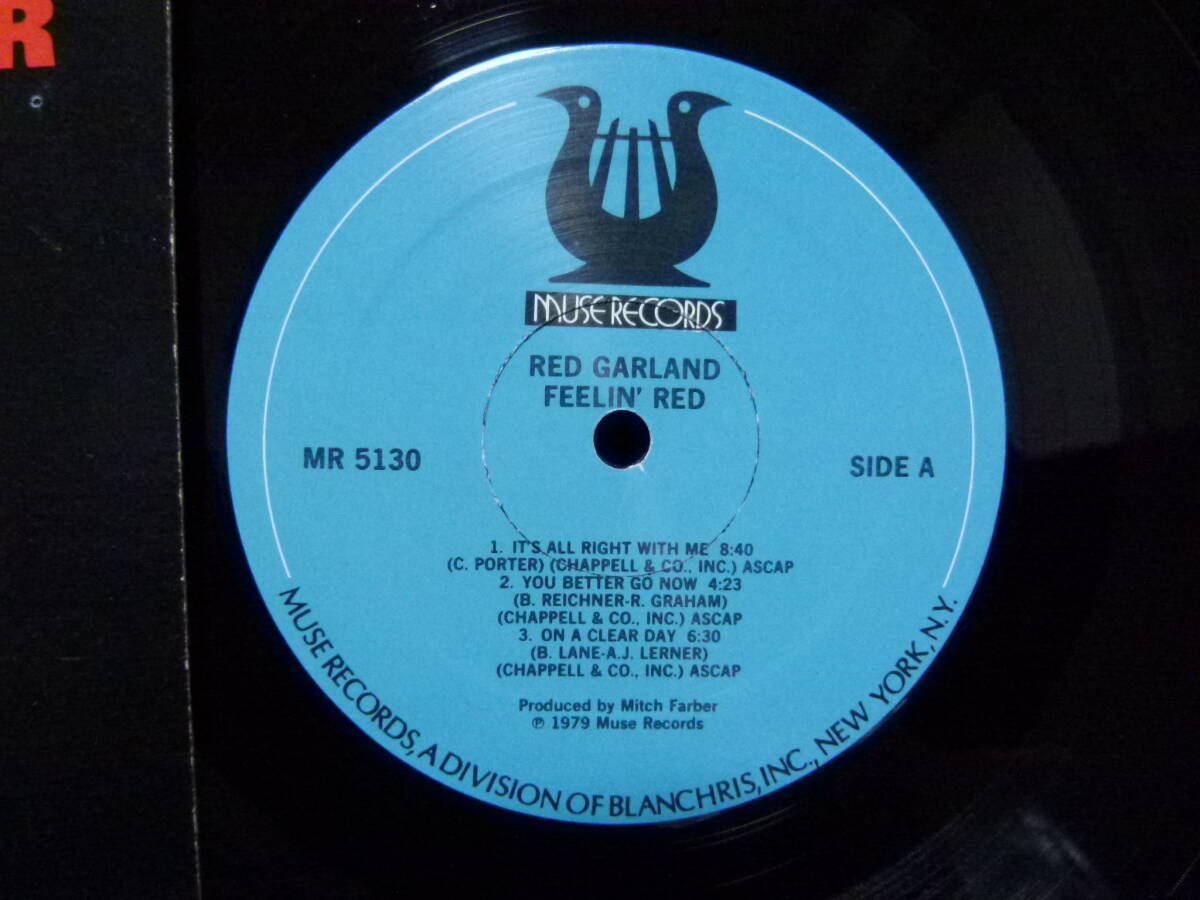 R
MUSE RECORDS
RED GARLAND
FEELIN' RED
MR 5130
SIDE A
1. IT'S ALL RIGHT WITH ME 8:40
(C. PORTER) (CHAPPELL & CO., INC.) ASCAP
2. YOU BETTER GO NOW 4:23
(B. REICHNER-R. GRAHAM)
(CHAPPELL & CO., INC.) ASCAP
3. ON A CLEAR DAY 6:30
(B. LANE-A.J. LERNER)
(CHAPPELL & CO., INC.) ASCAP
Produced by Mitch Farber
℗ 1979 Muse Records
MUSE RECORDS, A DIVISION OF BLANCHRIS, INC., NEW YORK, N.Y.